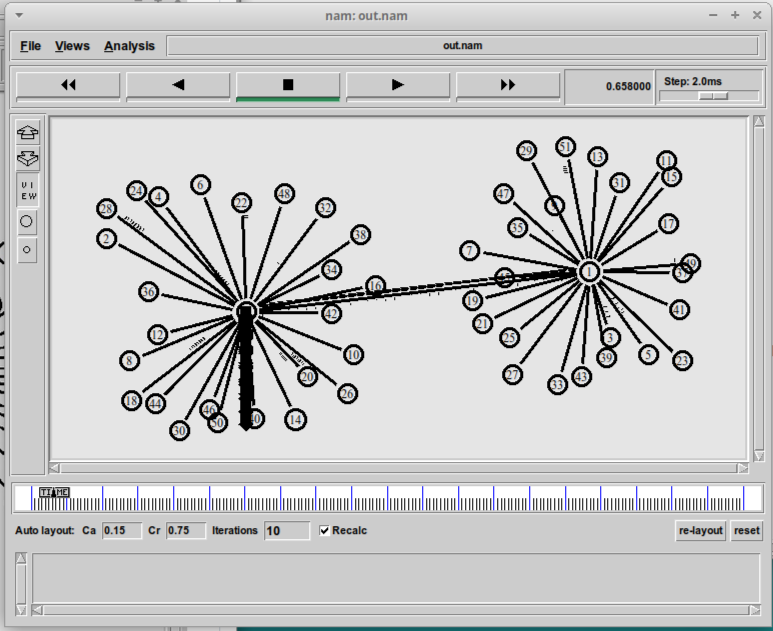 nam: out.nam
File Views Analysis out.nam
0.658000 Step: 2.0ms
VI
EW
29 51 13 11
15
24 4 6 22 48 32 47 9 31
28 35 17
2 38 7
34 16 1 49
36 42 19 41
12 21 25 3
8 10 39 5 23
20 27 33 43
18 44 26
46 14
30 50 40
TIME
Auto layout: Ca 0.15 Cr 0.75 Iterations 10 Recalc re-layout reset